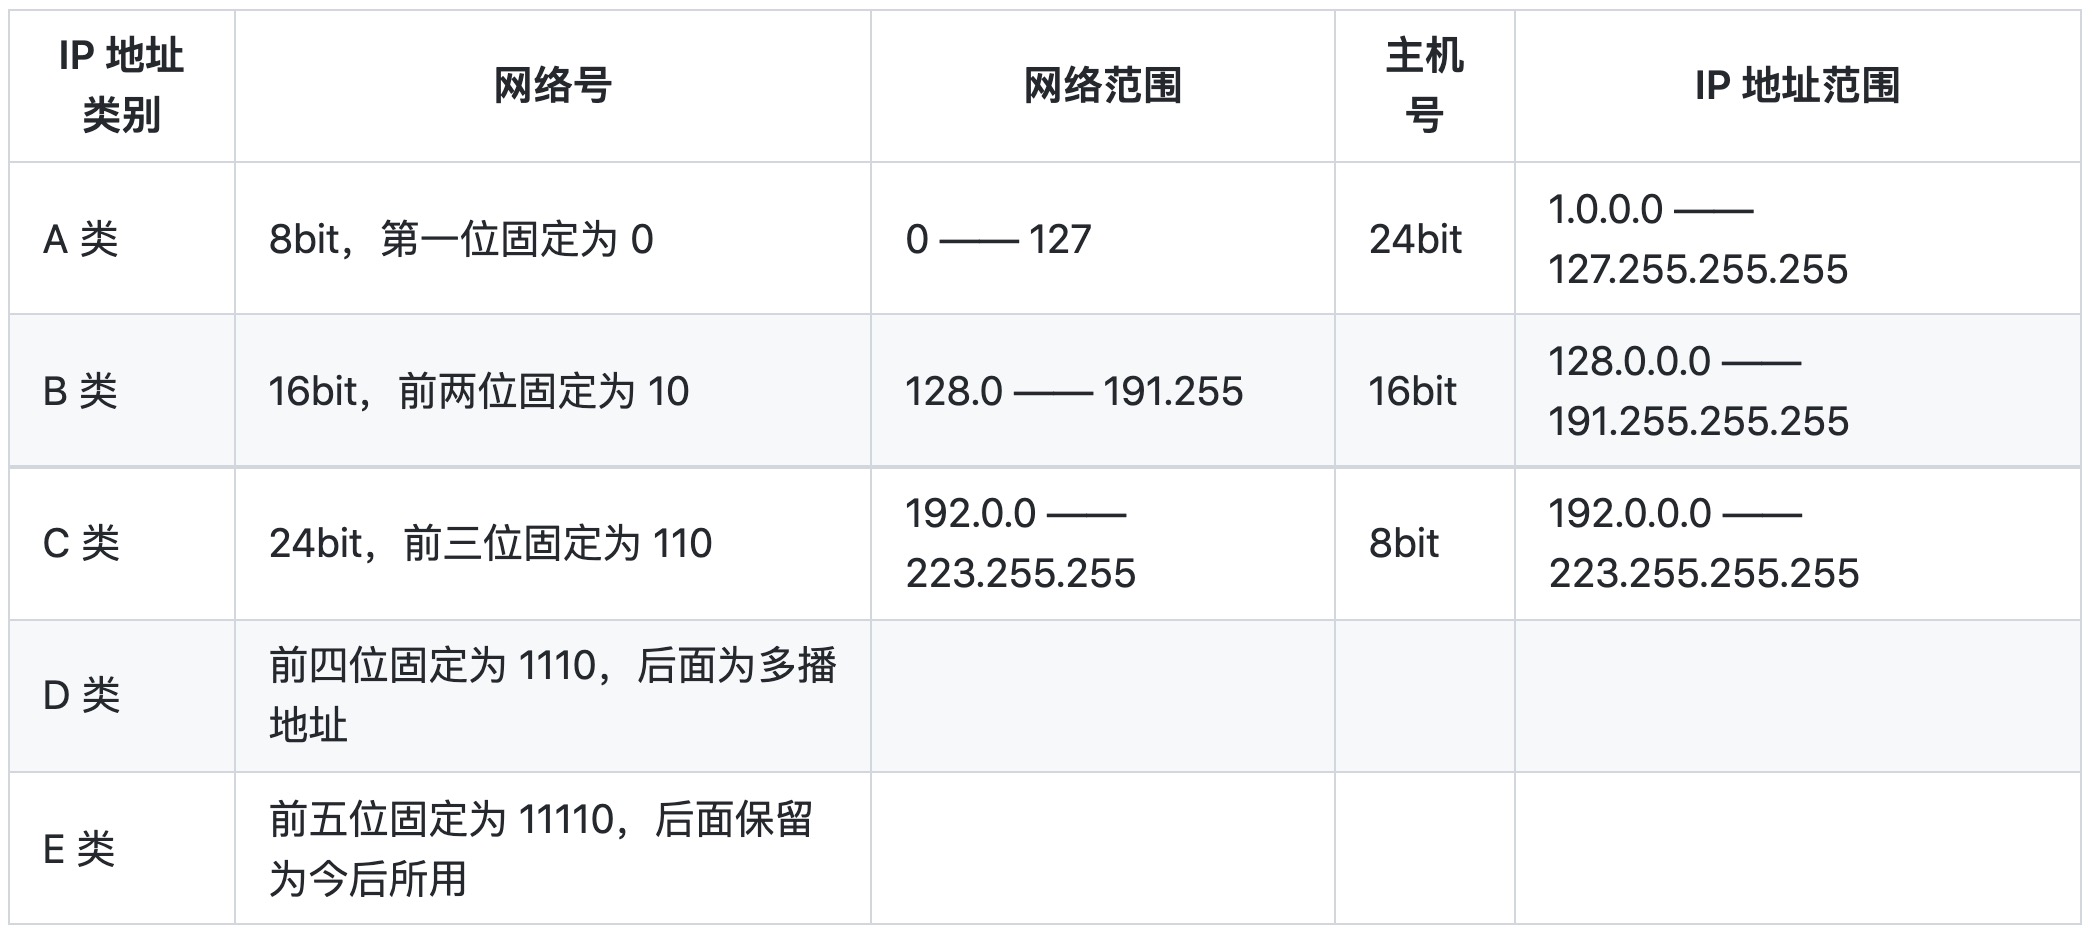 IP 地址
类别
网络号
网络范围
主机
号
IP 地址范围
A 类
8bit，第一位固定为 0
0 —— 127
24bit
1.0.0.0 ——
127.255.255.255
B 类
16bit，前两位固定为 10
128.0 —— 191.255
16bit
128.0.0.0 ——
191.255.255.255
C 类
24bit，前三位固定为 110
192.0.0 ——
223.255.255
8bit
192.0.0.0 ——
223.255.255.255
D 类
前四位固定为 1110，后面为多播
地址
E 类
前五位固定为 11110，后面保留
为今后所用